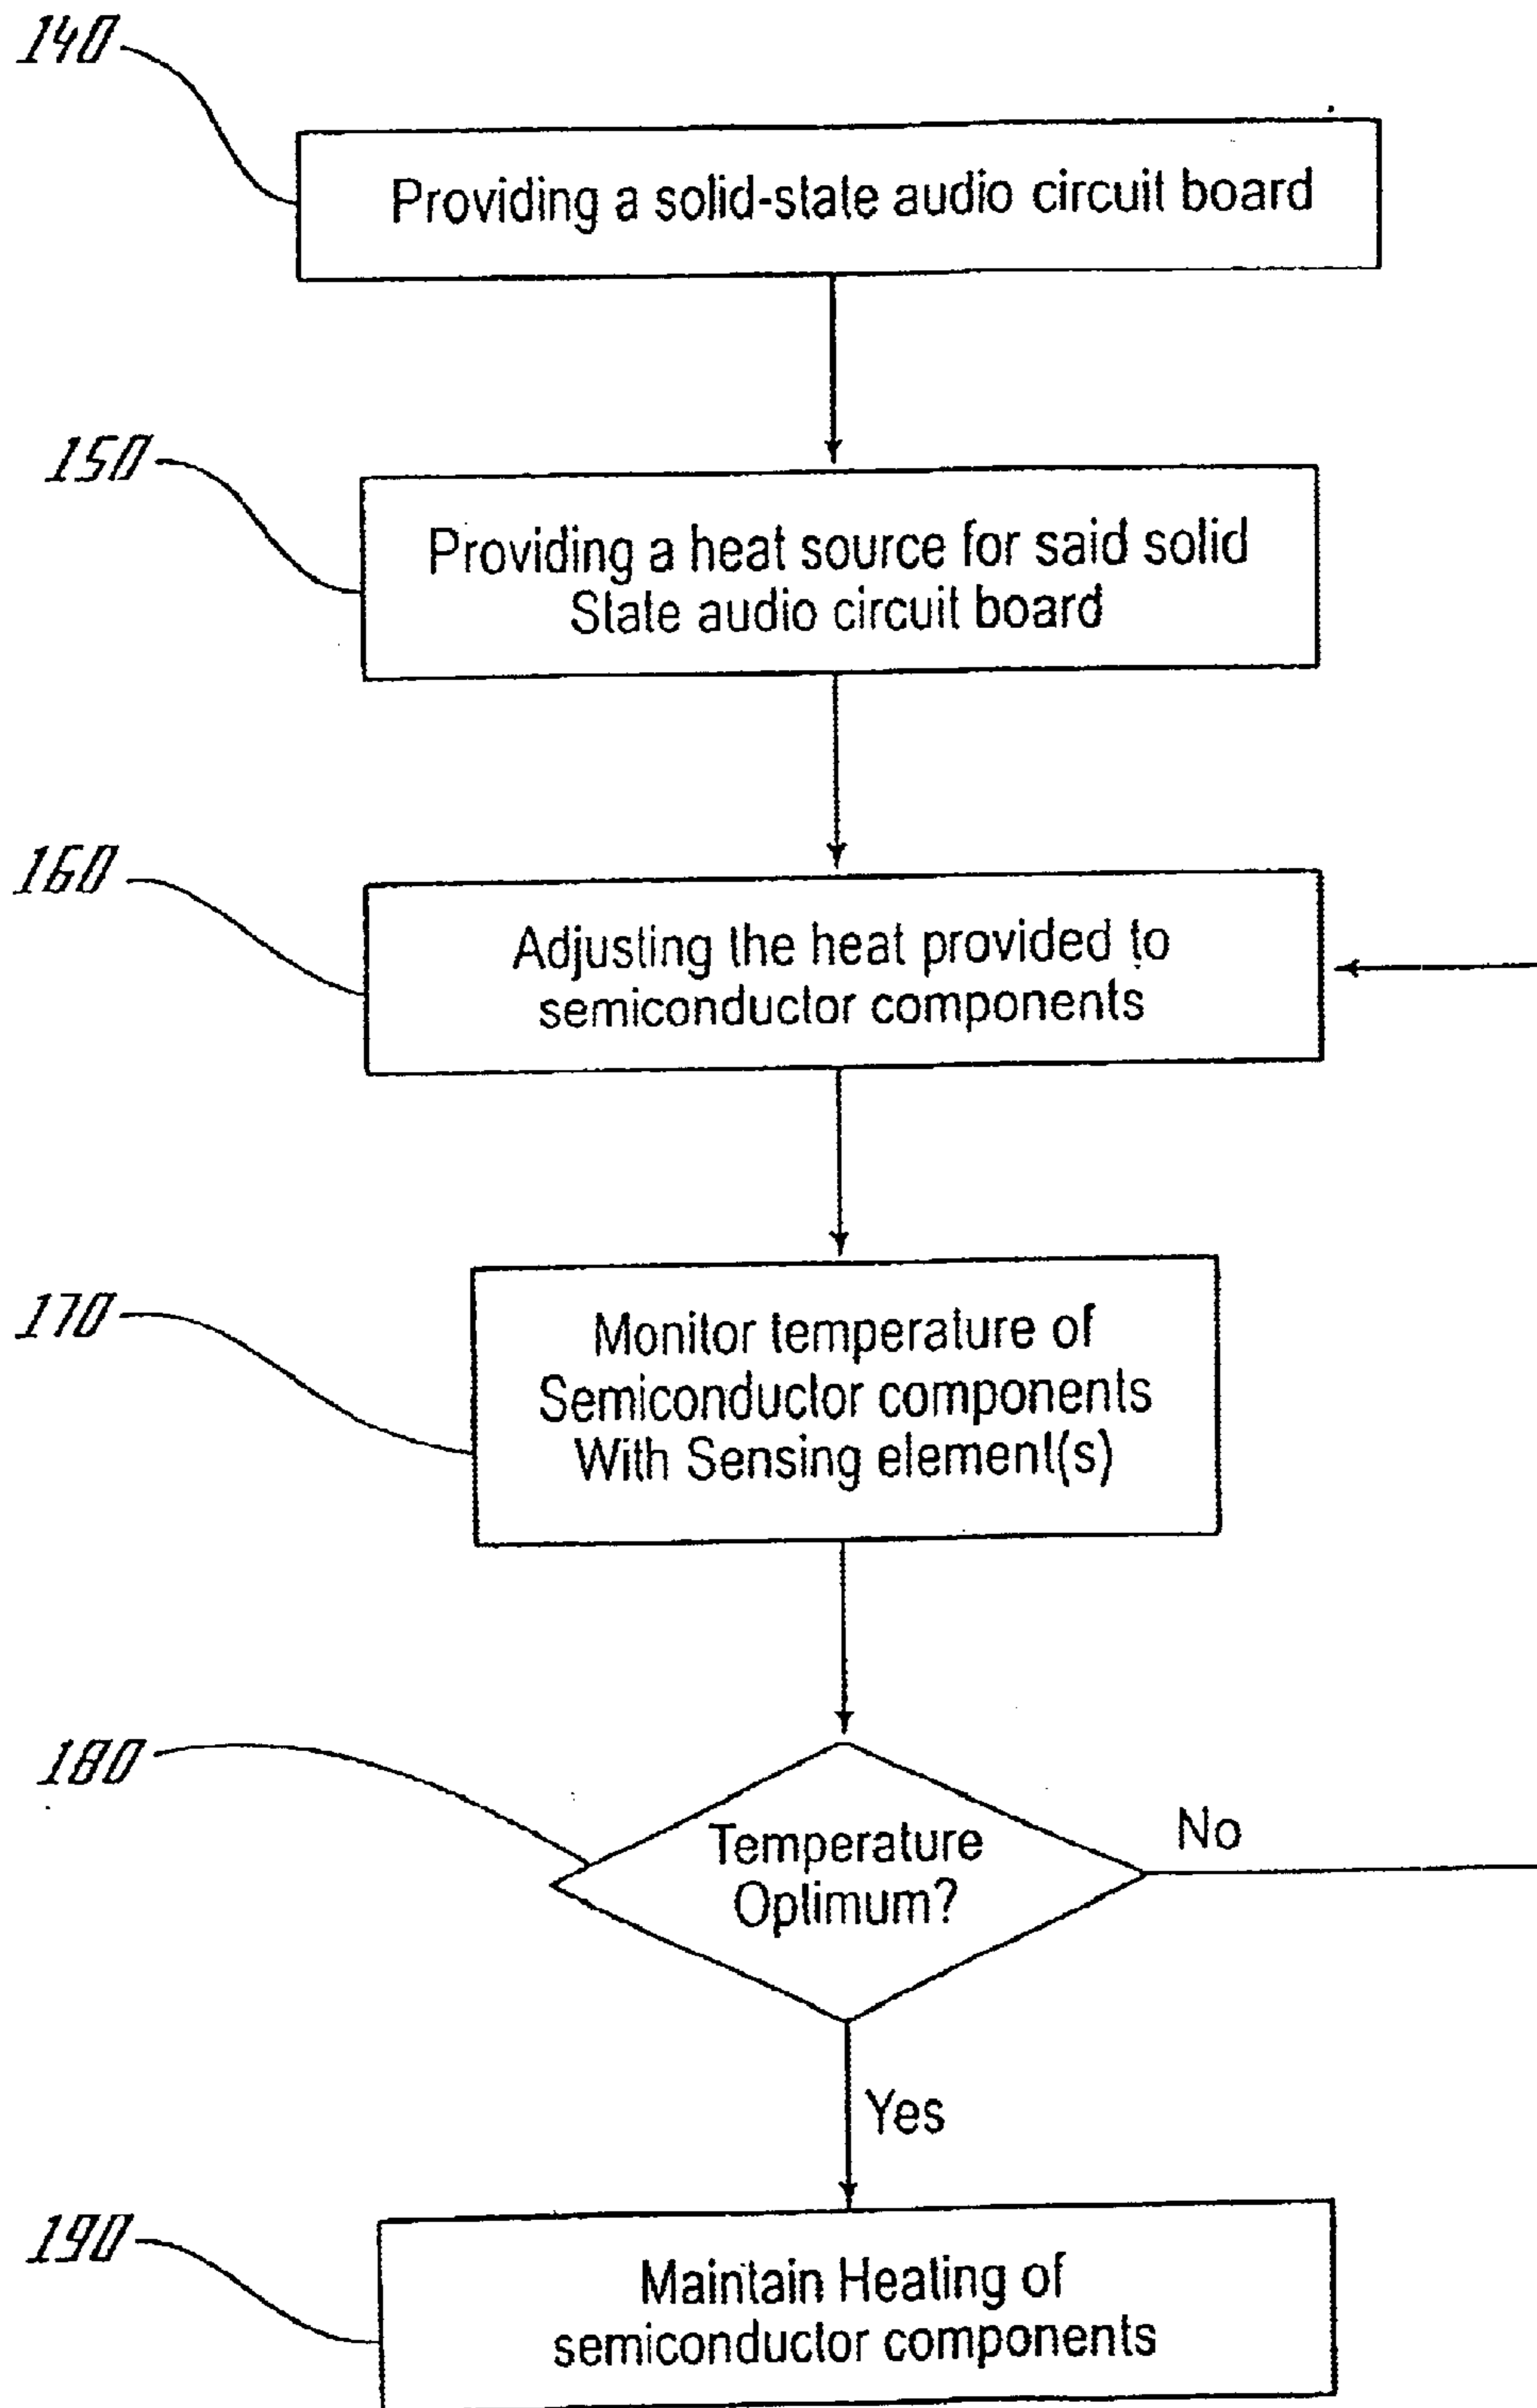 140
Providing a solid-state audio circuit board
150
Providing a heat source for said solid
State audio circuit board
160
Adjusting the heat provided to
semiconductor components
170
Monitor temperature of
Semiconductor components
With Sensing element(s)
180
Temperature
Optimum?
No
Yes
190
Maintain Heating of
semiconductor components